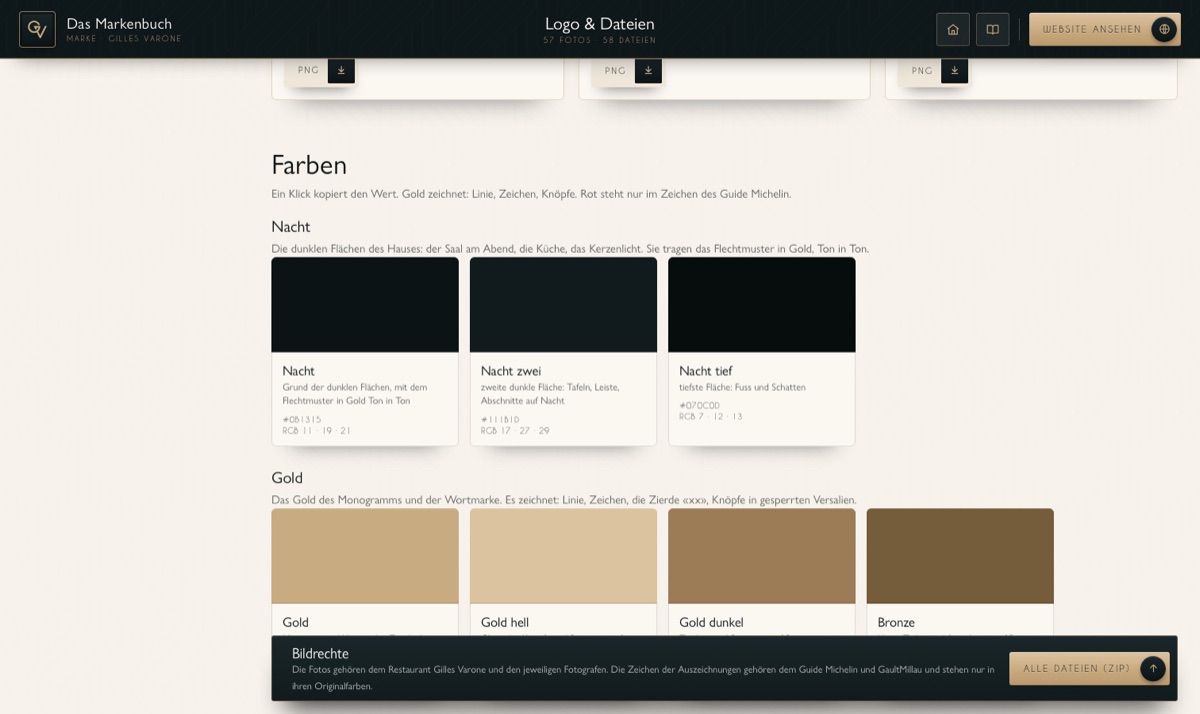 GV
Das Markenbuch
MARKE · GILLES VARONE
Logo & Dateien
57 FOTOS · 58 DATEIEN
WEBSITE ANSEHEN
PNG
PNG
PNG
Farben
Ein Klick kopiert den Wert. Gold zeichnet: Linie, Zeichen, Knöpfe. Rot steht nur im Zeichen des Guide Michelin.
Nacht
Die dunklen Flächen des Hauses: der Saal am Abend, die Küche, das Kerzenlicht. Sie tragen das Flechtmuster in Gold, Ton in Ton.
Nacht
Grund der dunklen Flächen, mit dem
Flechtmuster in Gold Ton in Ton
#0B1315
RGB 11 · 19 · 21
Nacht zwei
zweite dunkle Fläche: Tafeln, Leiste,
Abschnitte auf Nacht
#111B1D
RGB 17 · 27 · 29
Nacht tief
tiefste Fläche: Fuss und Schatten
#070C0D
RGB 7 · 12 · 13
Gold
Das Gold des Monogramms und der Wortmarke. Es zeichnet: Linie, Zeichen, die Zierde «xx», Knöpfe in gesperrten Versalien.
Gold
Gold hell
Gold dunkel
Bronze
Bildrechte
Die Fotos gehören dem Restaurant Gilles Varone und den jeweiligen Fotografen. Die Zeichen der Auszeichnungen gehören dem Guide Michelin und GaultMillau und stehen nur in
ihren Originalfarben.
ALLE DATEIEN (ZIP)